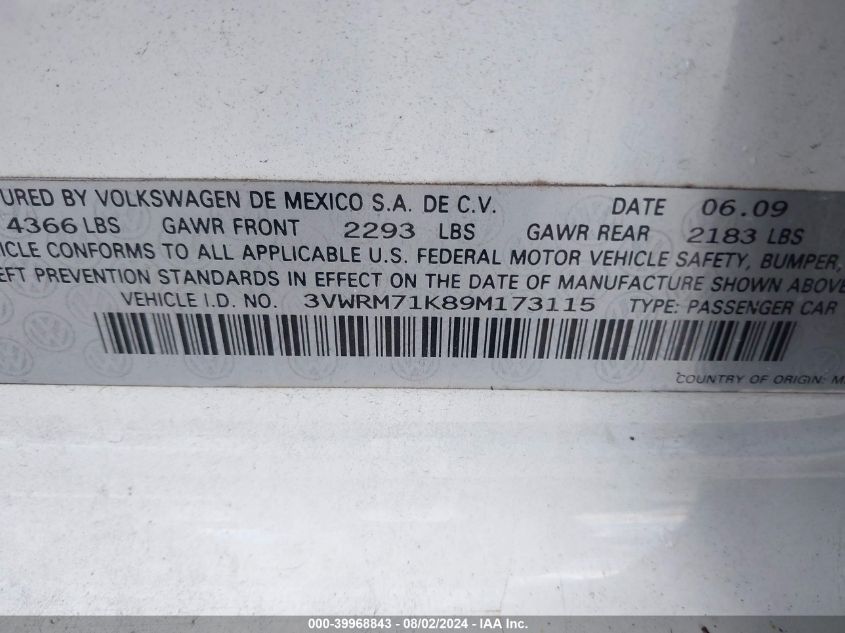 URED BY VOLKSWAGEN DE MEXICO S.A. DE C.V. DATE 06.09
4366 LBS GAWR FRONT 2293 LBS GAWR REAR 2183 LBS
HICLE CONFORMS TO ALL APPLICABLE U.S. FEDERAL MOTOR VEHICLE SAFETY, BUMPER,
EFT PREVENTION STANDARDS IN EFFECT ON THE DATE OF MANUFACTURE SHOWN ABOVE
VEHICLE I.D. NO. 3VWRM71K89M173115 TYPE: PASSENGER CAR
COUNTRY OF ORIGIN: M
000-39968843 - 08/02/2024 - IAA Inc.